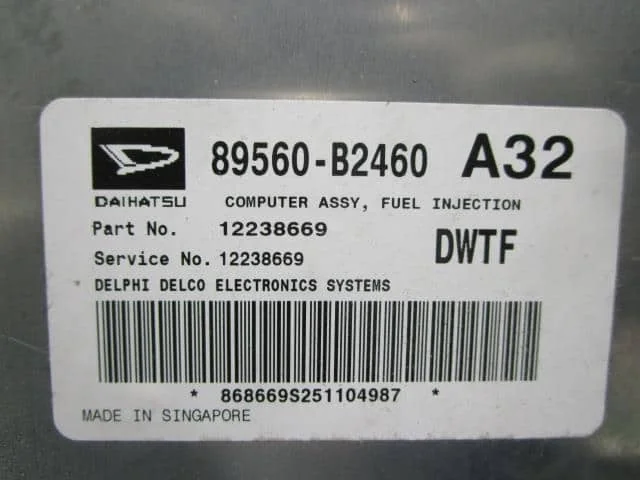 89560-B2460 A32
DAIHATSU COMPUTER ASSY, FUEL INJECTION
Part No. 12238669
Service No. 12238669 DWTF
DELPHI DELCO ELECTRONICS SYSTEMS
* 868669S251104987 *
MADE IN SINGAPORE